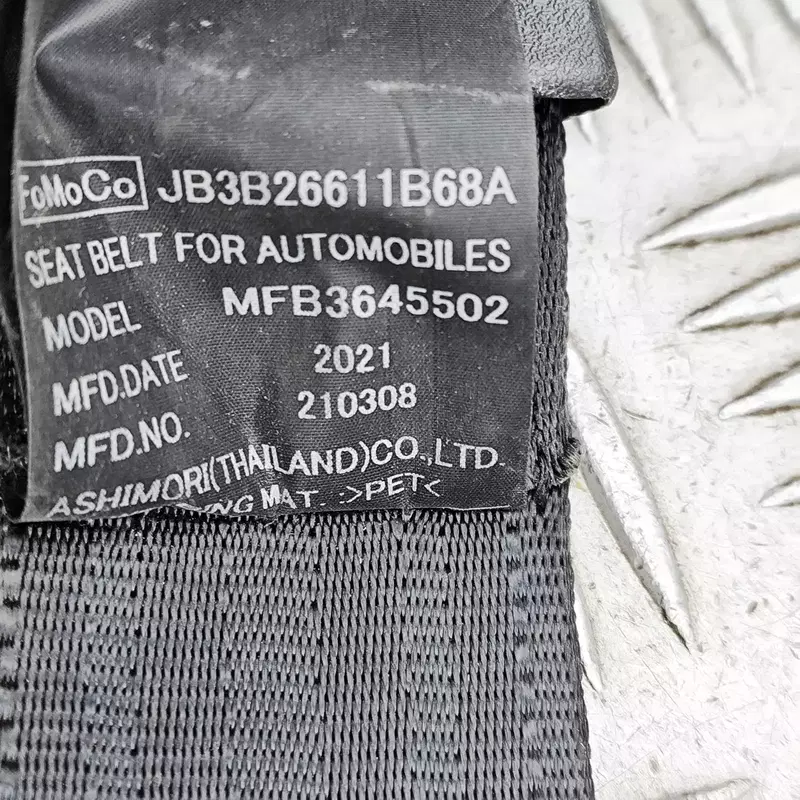 FoMoCo JB3B26611B68A
SEAT BELT FOR AUTOMOBILES
MODEL MFB3645502
MFD.DATE 2021
MFD.NO. 210308
ASHIMORI(THAILAND)CO.,LTD.
MAT. :>PET<